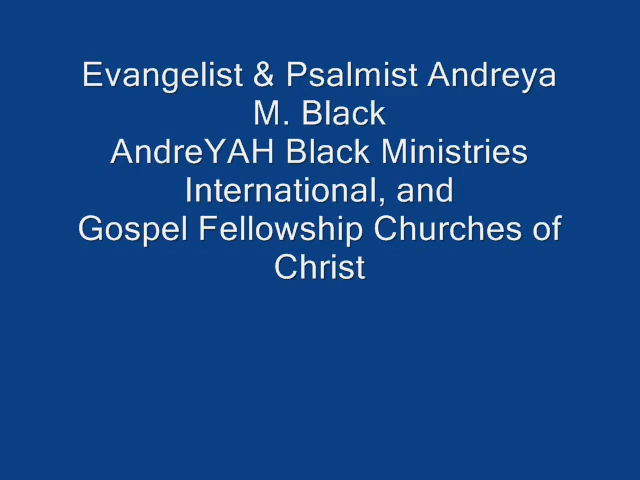 Evangelist & Psalmist Andreya
M. Black
AndreYAH Black Ministries
International, and
Gospel Fellowship Churches of
Christ